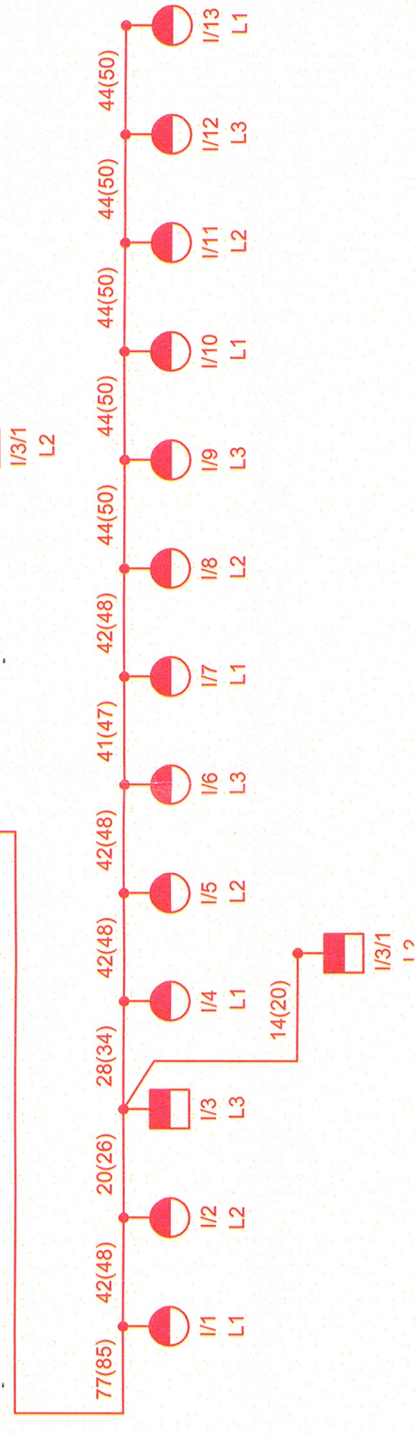 77(85)
42(48)
20(26)
28(34)
42(48)
42(48)
41(47)
42(48)
44(50)
44(50)
44(50)
44(50)
44(50)
I/1
L1
I/2
L2
I/3
L3
I/4
L1
I/5
L2
I/6
L3
I/7
L1
I/8
L2
I/9
L3
I/10
L1
I/11
L2
I/12
L3
I/13
L1
14(20)
I/3/1
L2
I/3/1
L2